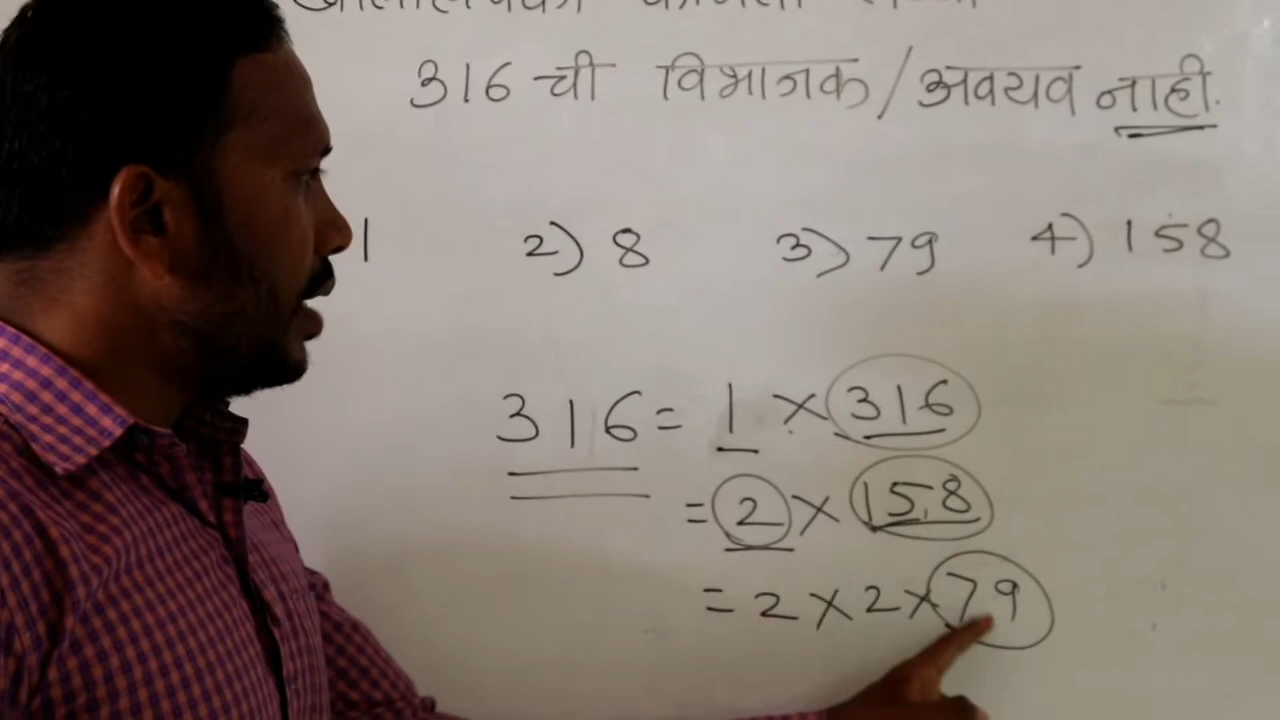 316 ची विभाजक/अवयव नाही.
1 2) 8 3) 79 4) 158
316 = 1 × 316
= 2 × 158
= 2 × 2 × 79